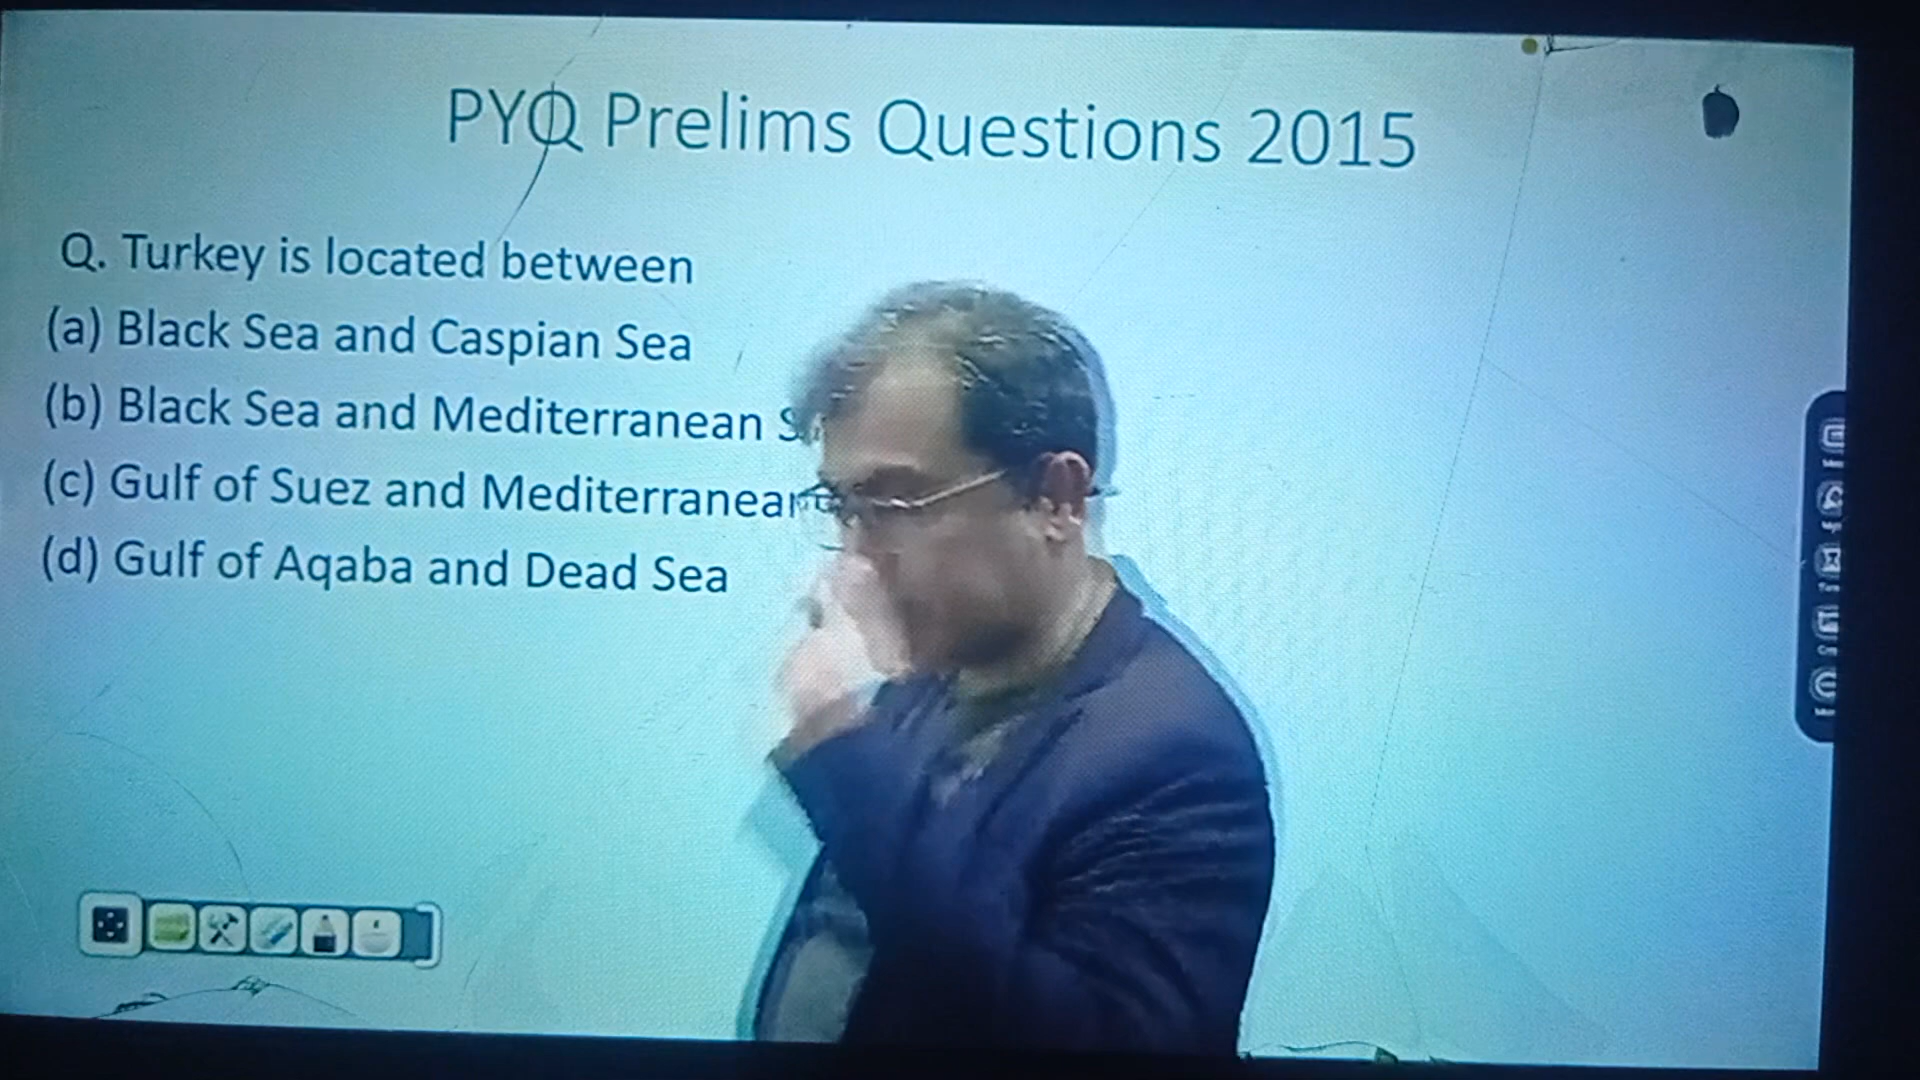 PYQ Prelims Questions 2015
Q. Turkey is located between
(a) Black Sea and Caspian Sea
(b) Black Sea and Mediterranean
(c) Gulf of Suez and Mediterranean
(d) Gulf of Aqaba and Dead Sea